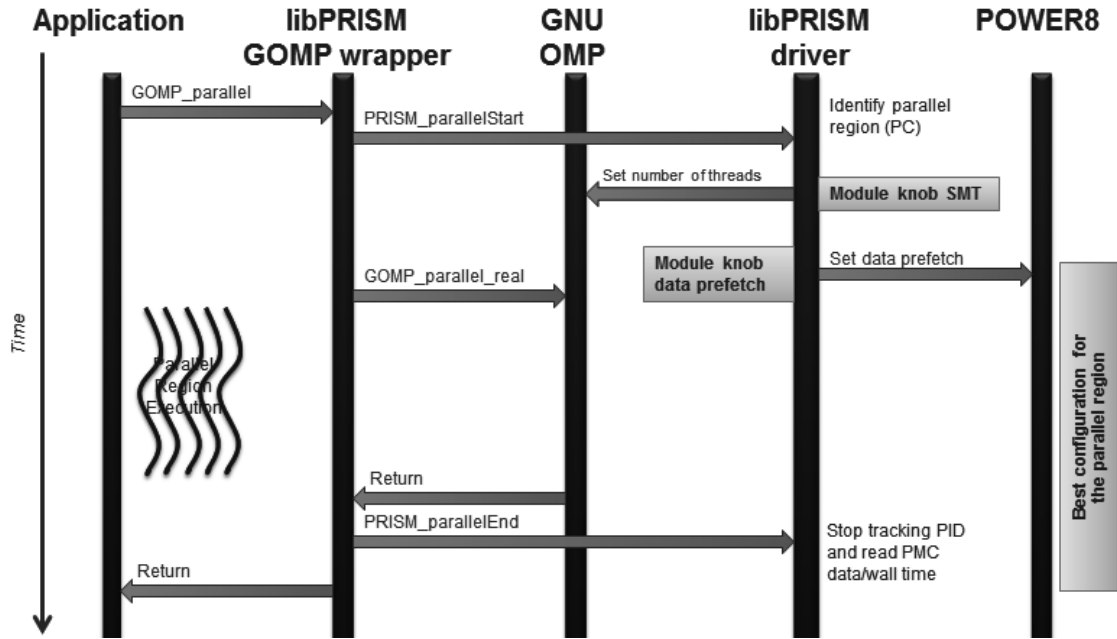 Application
libPRISM
GOMP wrapper
GNU
OMP
libPRISM
driver
POWER8
GOMP_parallel
PRISM_parallelStart
Identify parallel
region (PC)
Set number of threads
Module knob SMT
Module knob
data prefetch
Set data prefetch
GOMP_parallel_real
Time
Parallel
Region
Execution
Best configuration for
the parallel region
Return
PRISM_parallelEnd
Stop tracking PID
and read PMC
data/wall time
Return